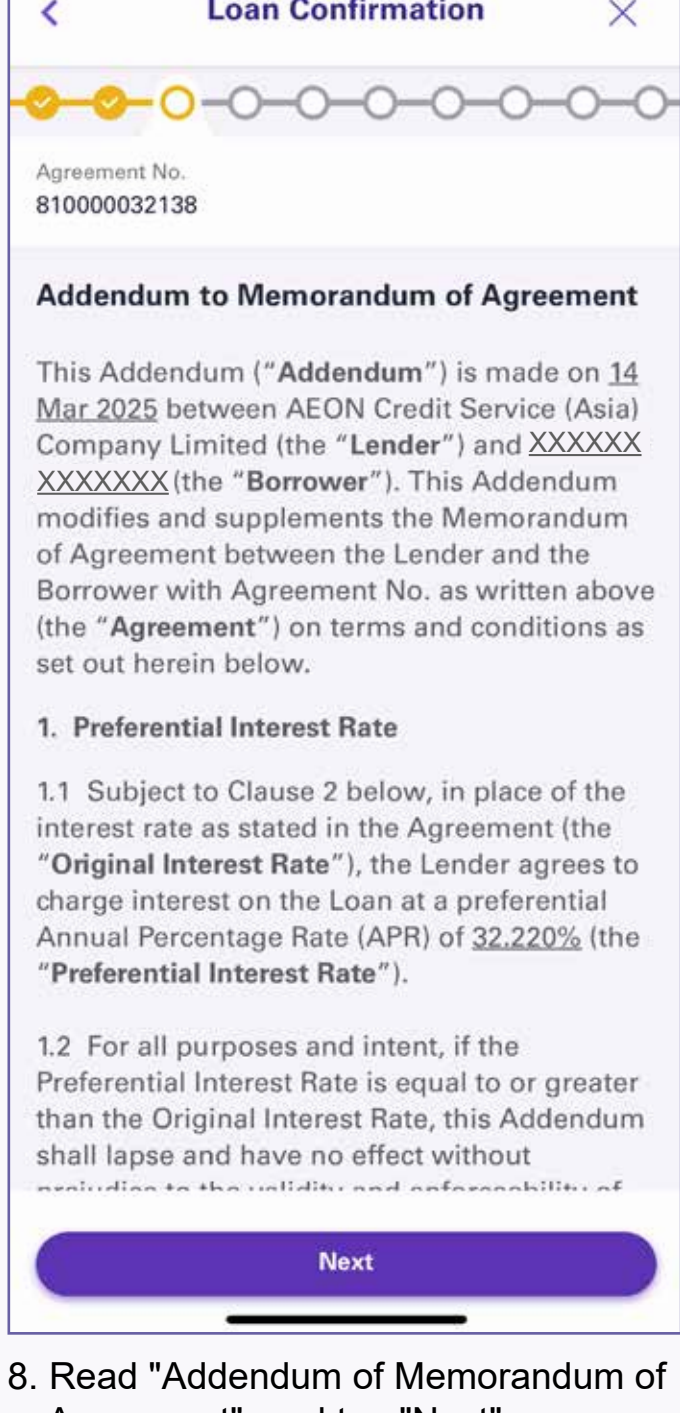 Loan Confirmation
Agreement No.
810000032138
Addendum to Memorandum of Agreement
This Addendum ("Addendum") is made on 14
Mar 2025 between AEON Credit Service (Asia)
Company Limited (the "Lender") and XXXXXX
XXXXXXX (the "Borrower"). This Addendum
modifies and supplements the Memorandum
of Agreement between the Lender and the
Borrower with Agreement No. as written above
(the "Agreement") on terms and conditions as
set out herein below.
1. Preferential Interest Rate
1.1 Subject to Clause 2 below, in place of the
interest rate as stated in the Agreement (the
"Original Interest Rate"), the Lender agrees to
charge interest on the Loan at a preferential
Annual Percentage Rate (APR) of 32.220% (the
"Preferential Interest Rate").
1.2 For all purposes and intent, if the
Preferential Interest Rate is equal to or greater
than the Original Interest Rate, this Addendum
shall lapse and have no effect without
prejudice to the validity and enforceability of
Next
8. Read "Addendum of Memorandum of